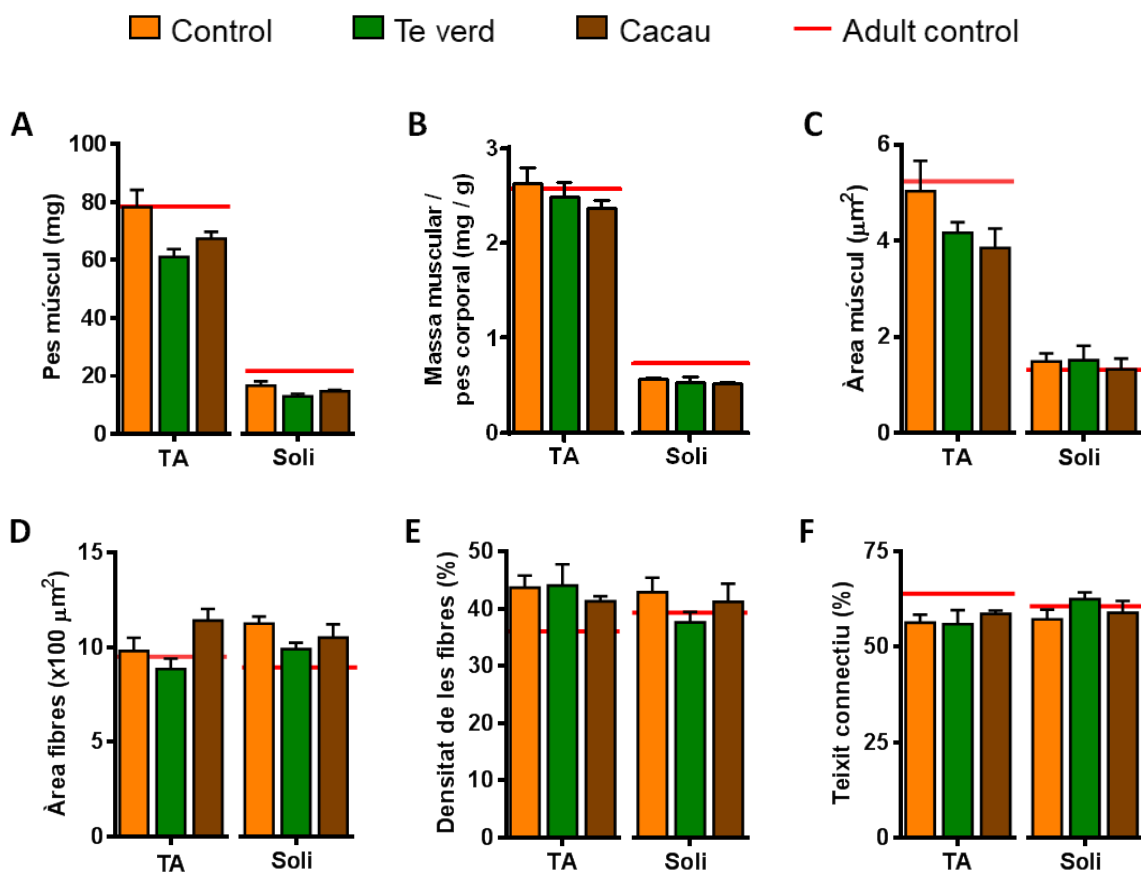 Control Te verd Cacau Adult control
A
Pes múscul (mg)
100
80
60
40
20
0
TA Soli
B
Massa muscular /
pes corporal (mg / g)
3
2
1
0
TA Soli
C
Àrea múscul (μm²)
6
4
2
0
TA Soli
D
Àrea fibres (x100 μm²)
15
10
5
0
TA Soli
E
Densitat de les fibres (%)
50
40
30
20
10
0
TA Soli
F
Teixit connectiu (%)
75
50
25
0
TA Soli